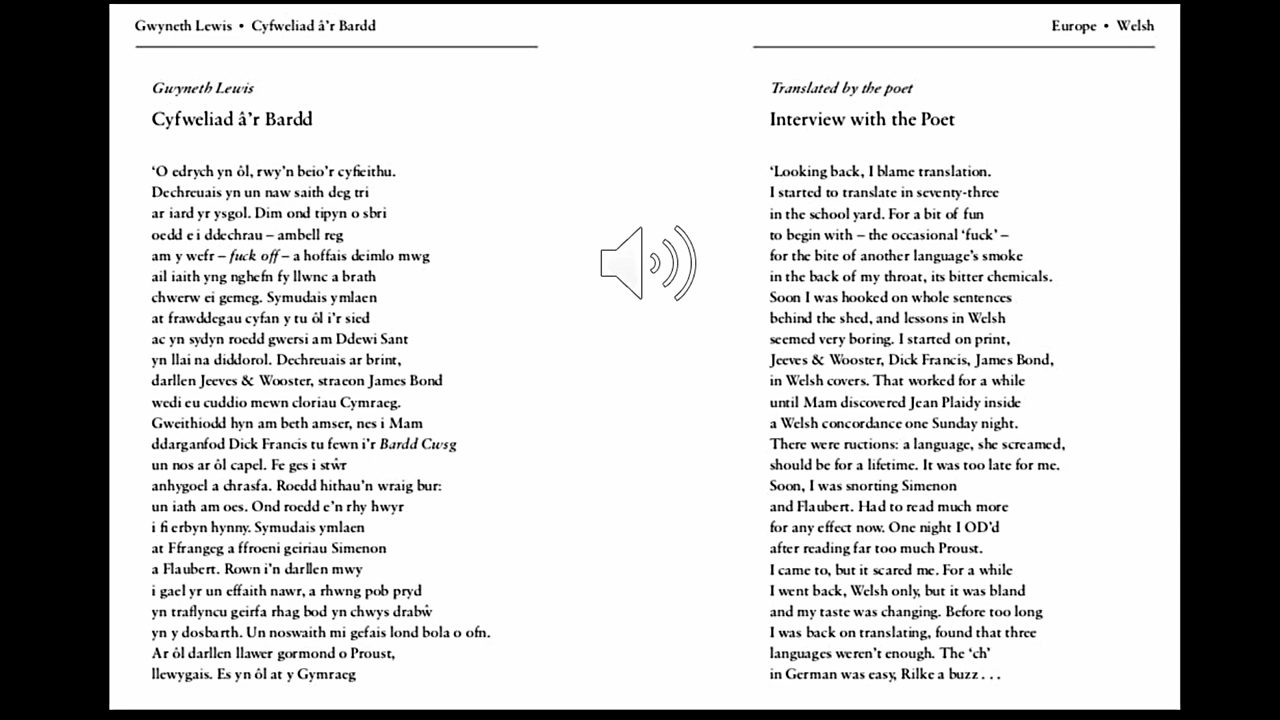 Gwyneth Lewis • Cyfweliad â’r Bardd
Gwyneth Lewis
Cyfweliad â’r Bardd
‘O edrych yn ôl, rwy’n beio’r cyfieithu.
Dechreuais yn un naw saith deg tri
ar iard yr ysgol. Dim ond tipyn o sbri
oedd e i ddechrau – ambell reg
am y wefr – fuck off – a hoffais deimlo mwg
ail iaith yng nghefn fy llwnc a brath
chwerw ei gemeg. Symudais ymlaen
at frawddegau cyfan y tu ôl i’r sied
ac yn sydyn roedd gwersi am Ddewi Sant
yn llai na diddorol. Dechreuais ar brint,
darllen Jeeves & Wooster, straeon James Bond
wedi eu cuddio mewn cloriau Cymraeg.
Gweithiodd hyn am beth amser, nes i Mam
ddarganfod Dick Francis tu fewn i’r Bardd Cwsg
un nos ar ôl capel. Fe ges i stŵr
anhygoel a chrasfa. Roedd hithau’n wraig bur:
un iath am oes. Ond roedd e’n rhy hwyr
i fi erbyn hynny. Symudais ymlaen
at Ffrangeg a ffroeni geiriau Simenon
a Flaubert. Rown i’n darllen mwy
i gael yr un effaith nawr, a rhwng pob pryd
yn traflyncu geirfa rhag bod yn chwys drabŵ
yn y dosbarth. Un noswaith mi gefais lond bola o ofn.
Ar ôl darllen llawer gormond o Proust,
llewygais. Es yn ôl at y Gymraeg
Europe • Welsh
Translated by the poet
Interview with the Poet
‘Looking back, I blame translation.
I started to translate in seventy-three
in the school yard. For a bit of fun
to begin with – the occasional ‘fuck’ –
for the bite of another language’s smoke
in the back of my throat, its bitter chemicals.
Soon I was hooked on whole sentences
behind the shed, and lessons in Welsh
seemed very boring. I started on print,
Jeeves & Wooster, Dick Francis, James Bond,
in Welsh covers. That worked for a while
until Mam discovered Jean Plaidy inside
a Welsh concordance one Sunday night.
There were ructions: a language, she screamed,
should be for a lifetime. It was too late for me.
Soon, I was snorting Simenon
and Flaubert. Had to read much more
for any effect now. One night I OD’d
after reading far too much Proust.
I came to, but it scared me. For a while
I went back, Welsh only, but it was bland
and my taste was changing. Before too long
I was back on translating, found that three
languages weren’t enough. The ‘ch’
in German was easy, Rilke a buzz . . .